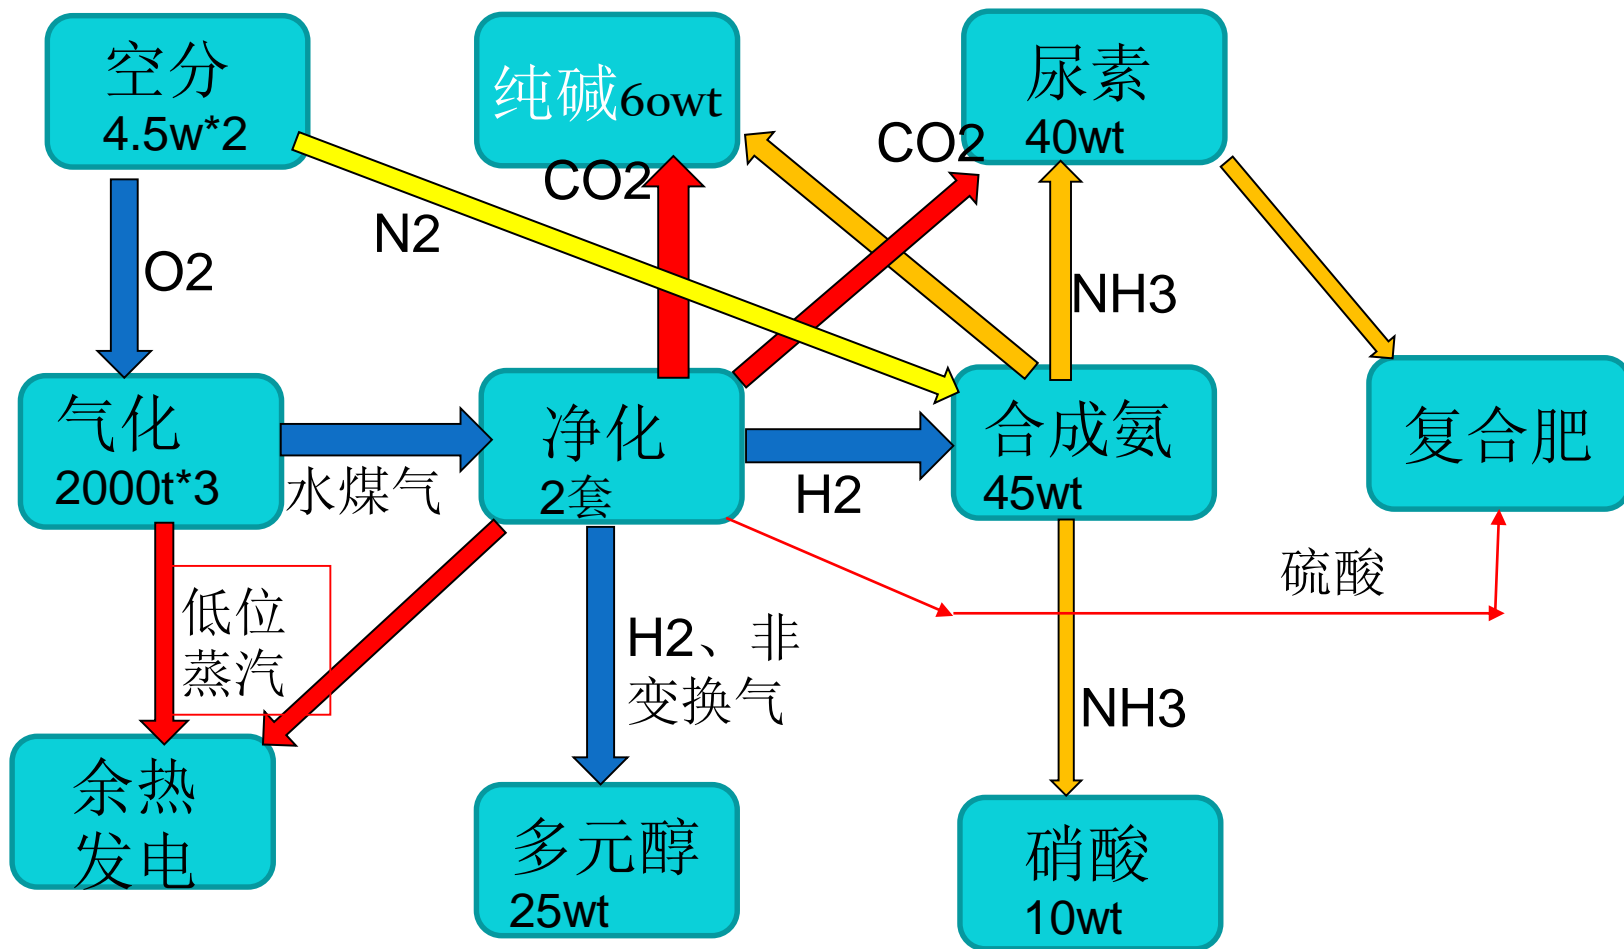 空分
4.5w*2
纯碱60wt
尿素
40wt
CO2
CO2
N2
O2
NH3
气化
2000t*3
水煤气
净化
2套
H2
合成氨
45wt
复合肥
低位
蒸汽
硫酸
H2、非
变换气
NH3
余热
发电
多元醇
25wt
硝酸
10wt